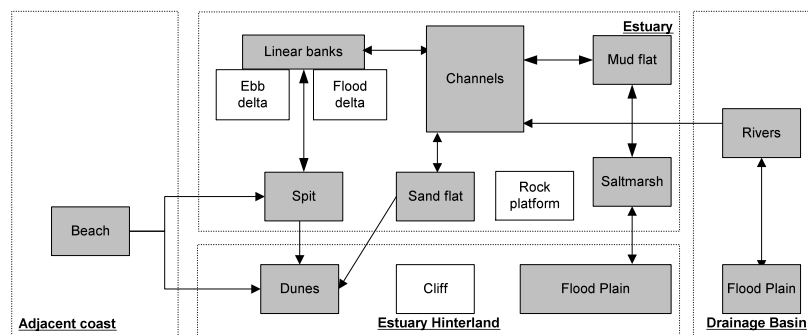 Estuary
Linear banks
Ebb
delta
Flood
delta
Channels
Mud flat
Rivers
Spit
Sand flat
Rock
platform
Saltmarsh
Beach
Dunes
Cliff
Flood Plain
Flood Plain
Adjacent coast
Estuary Hinterland
Drainage Basin